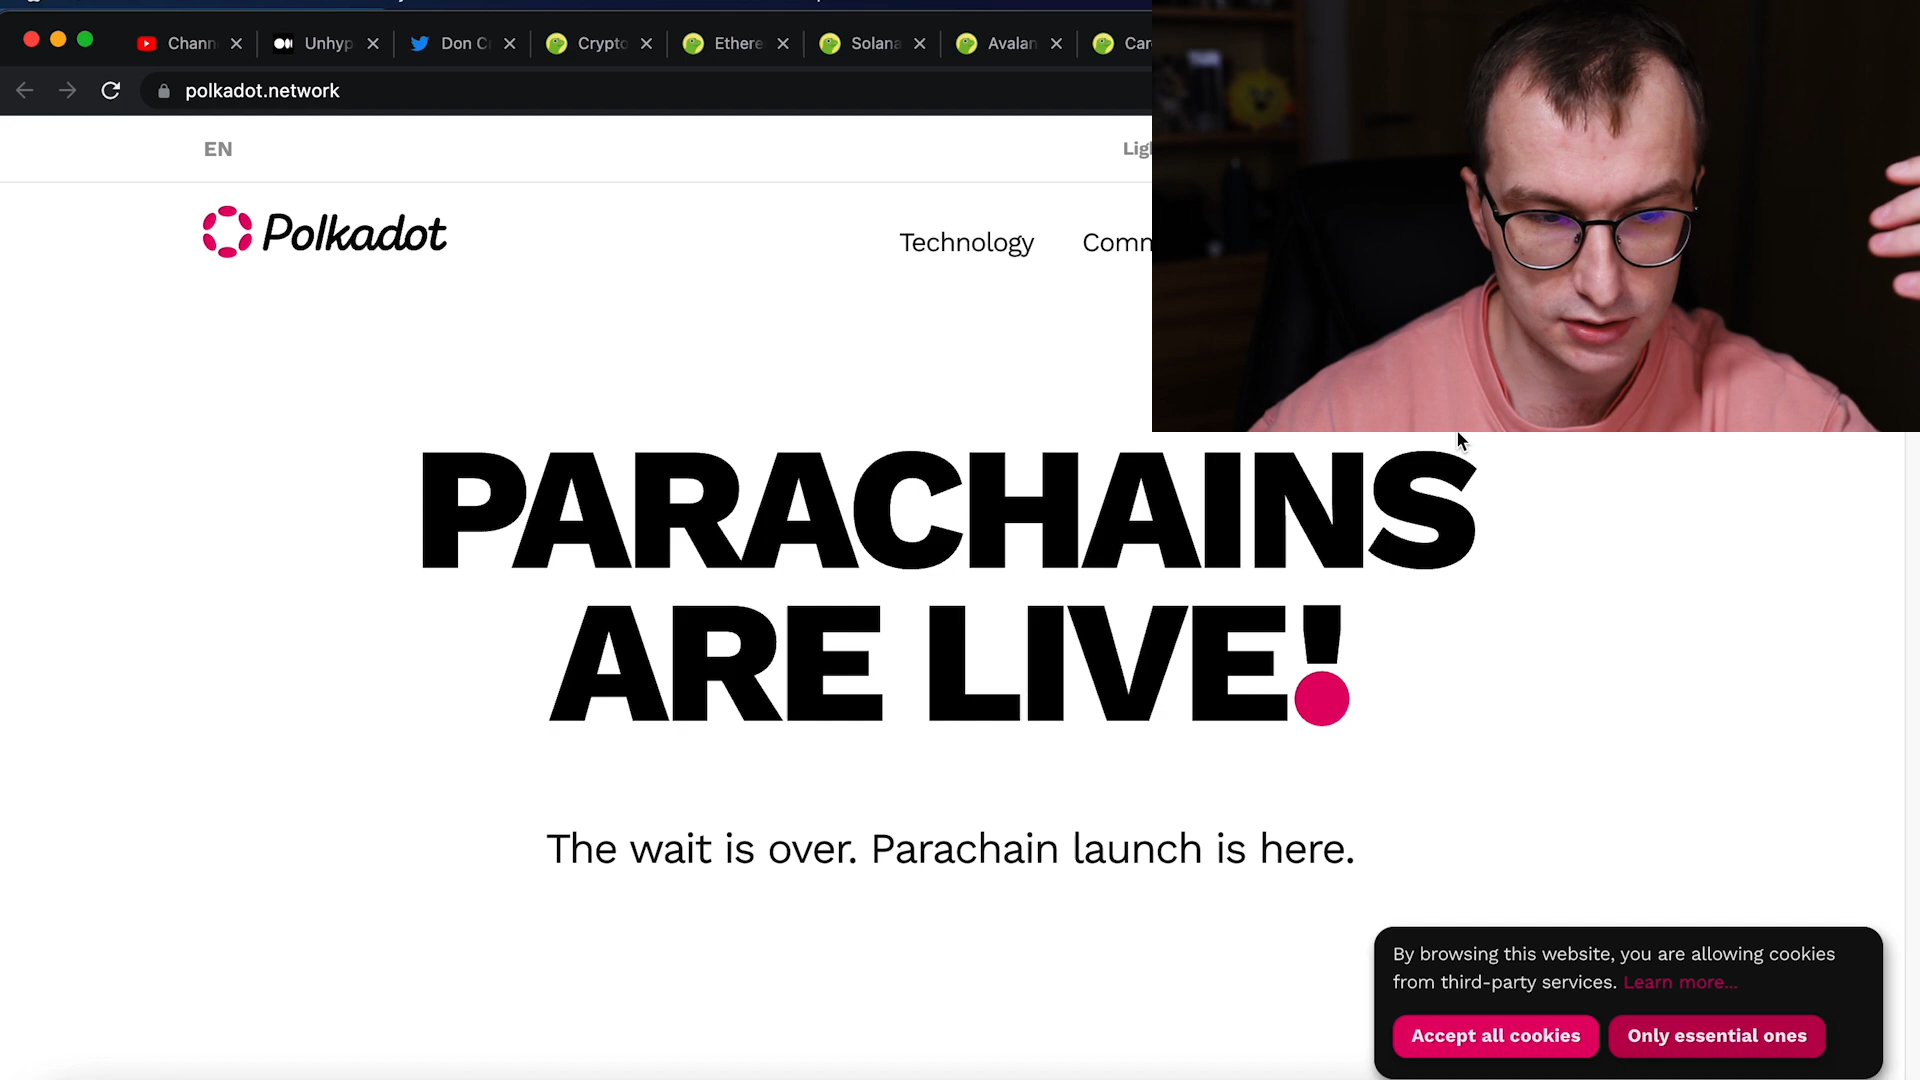 Chann
Unhyp
Don C
Crypto
Ethere
Solana
Avalan
Car
polkadot.network
EN
Lig
Polkadot
Technology
Comm
PARACHAINS
ARE LIVE!
The wait is over. Parachain launch is here.
By browsing this website, you are allowing cookies
from third-party services. Learn more...
Accept all cookies
Only essential ones